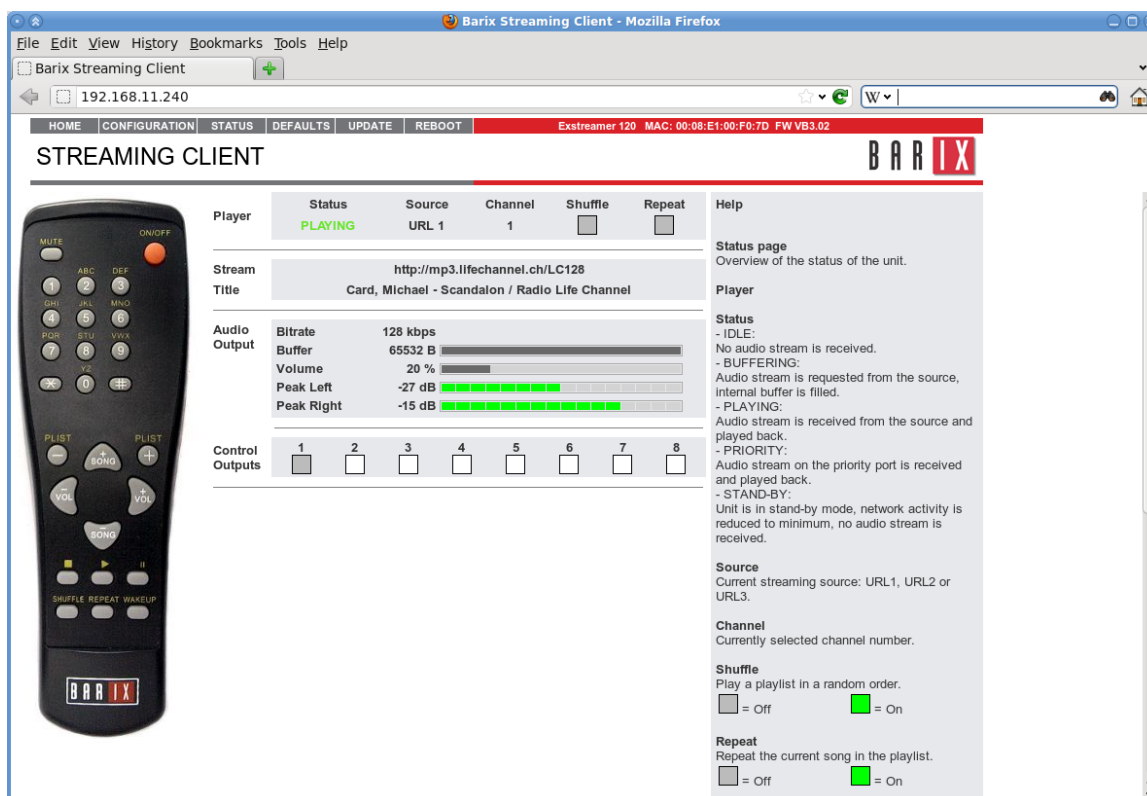 Barix Streaming Client - Mozilla Firefox
File Edit View History Bookmarks Tools Help
Barix Streaming Client
192.168.11.240
W
HOME CONFIGURATION STATUS DEFAULTS UPDATE REBOOT Exstreamer 120 MAC: 00:08:E1:00:F0:7D FW VB3.02
STREAMING CLIENT
BARIX
MUTE ON/OFF
ABC DEF
1 2 3
GHI JKL MNO
4 5 6
PQR STU VWX
7 8 9
YZ
0 #
PLIST PLIST
− + SONG +
− VOL + VOL
− SONG
SHUFFLE REPEAT WAKEUP
BARIX
Player
Status Source Channel Shuffle Repeat
PLAYING URL 1 1
Stream http://mp3.lifechannel.ch/LC128
Title Card, Michael - Scandalon / Radio Life Channel
Audio Output
Bitrate 128 kbps
Buffer 65532 B
Volume 20 %
Peak Left -27 dB
Peak Right -15 dB
Control Outputs
1 2 3 4 5 6 7 8
Help
Status page
Overview of the status of the unit.
Player
Status
- IDLE:
No audio stream is received.
- BUFFERING:
Audio stream is requested from the source,
internal buffer is filled.
- PLAYING:
Audio stream is received from the source and
played back.
- PRIORITY:
Audio stream on the priority port is received
and played back.
- STAND-BY:
Unit is in stand-by mode, network activity is
reduced to minimum, no audio stream is
received.
Source
Current streaming source: URL1, URL2 or
URL3.
Channel
Currently selected channel number.
Shuffle
Play a playlist in a random order.
= Off = On
Repeat
Repeat the current song in the playlist.
= Off = On